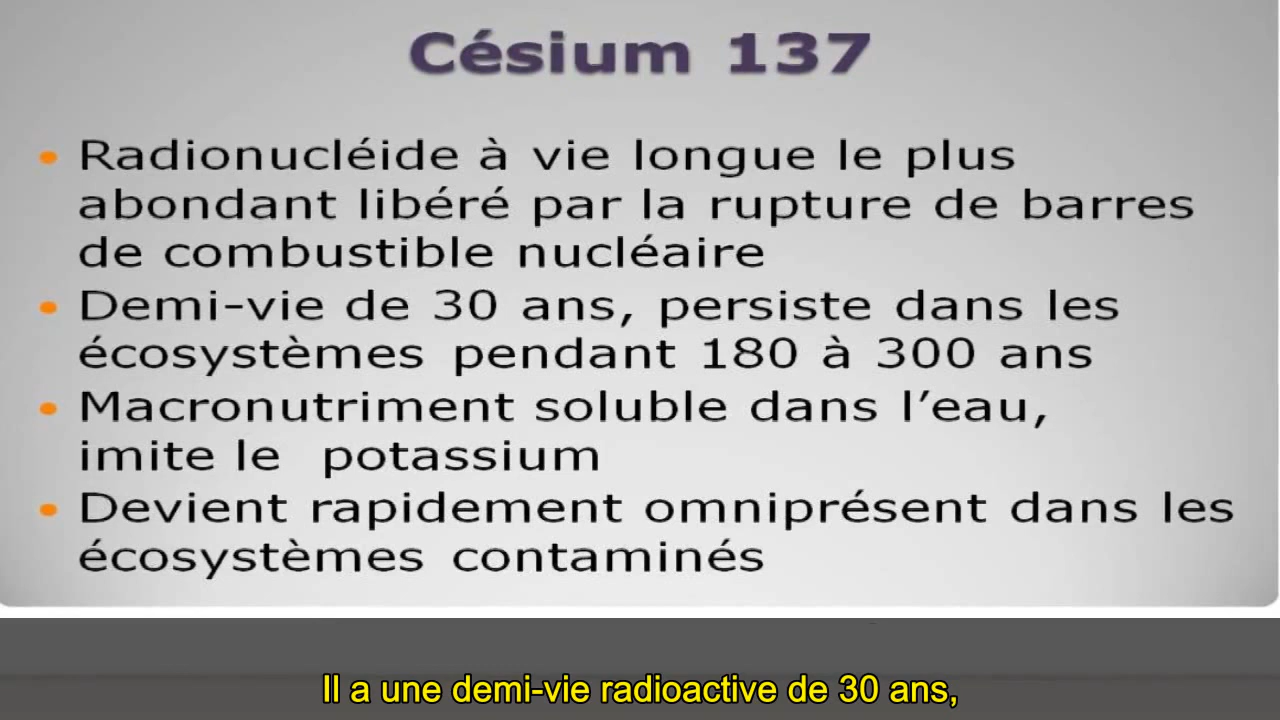 Césium 137
• Radionucléide à vie longue le plus
abondant libéré par la rupture de barres
de combustible nucléaire
• Demi-vie de 30 ans, persiste dans les
écosystèmes pendant 180 à 300 ans
• Macronutriment soluble dans l’eau,
imite le potassium
• Devient rapidement omniprésent dans les
écosystèmes contaminés
Il a une demi-vie radioactive de 30 ans,